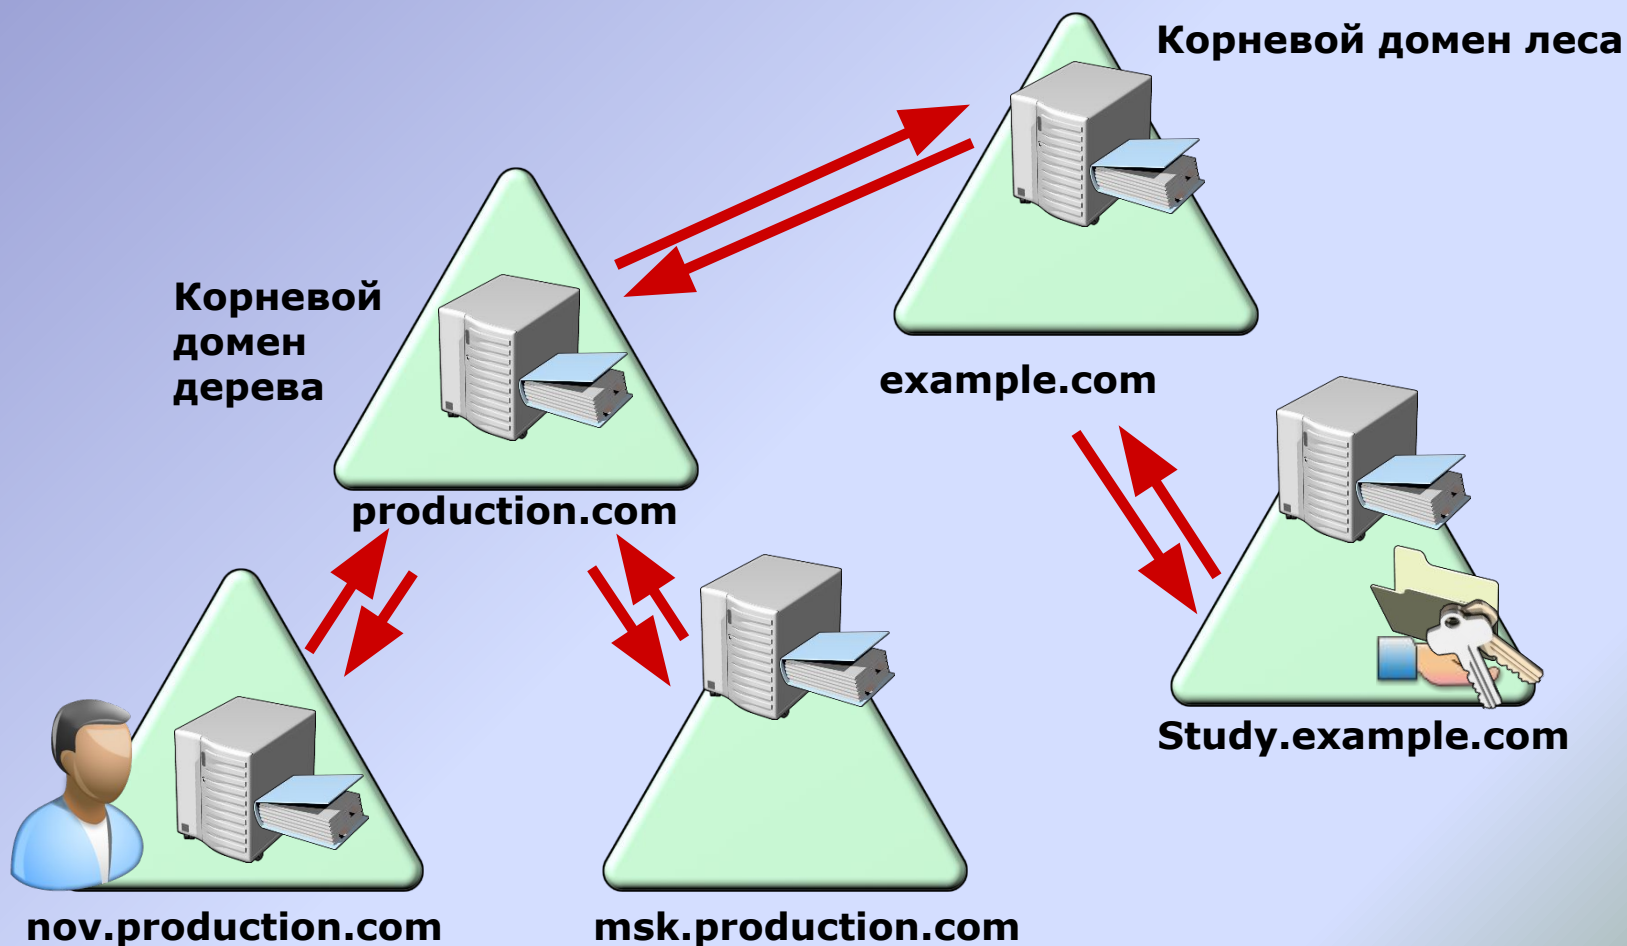 Корневой домен леса
Корневой
домен
дерева
example.com
production.com
Study.example.com
nov.production.com
msk.production.com